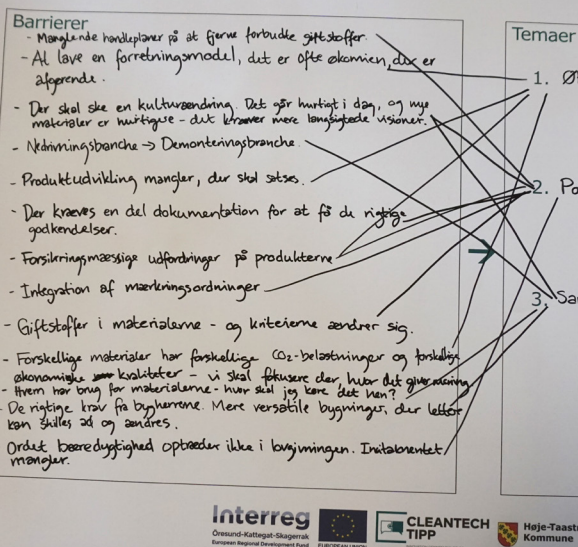 Barrierer
- Manglende handleplaner på at fjerne forbudte giftstoffer.
- At lave en forretningsmodel, det er ofte økomien, der er
afgørende.
- Der skal ske en kulturændring. Det går hurtigt i dag, og nye
materialer er hurtigere - det kræver mere langsigtede visioner.
- Nedrivningsbranche → Demonteringsbranche
- Produktudvikling mangler, der skal satses.
- Der kræves en del dokumentation for at få de rigtige
godkendelser.
- Forsikringsmæssige udfordringer på produkterne
- Integration af mærkningsordninger
- Giftstoffer i materialerne - og kriterierne ændrer sig.
- Forskellige materialer har forskellige CO2-belastninger og forskellige
økonomiske kvaliteter - vi skal fokusere der hvor det giver mening
- Hvem har brug for materialerne - hvor skal jeg køre det hen?
- De rigtige krav fra bygherrerne. Mere versatile bygninger, der lettere
kan skilles ad og ændres.
Ordet bæredygtighed optræder ikke i lovgivningen. Incitamentet
mangler.
Temaer
1. Ø
2. Po
3. Sa
Interreg
Öresund-Kattegat-Skagerrak
European Regional Development Fund
EUROPEAN UNION
CLEANTECH
TIPP
Høje-Taast
Kommune